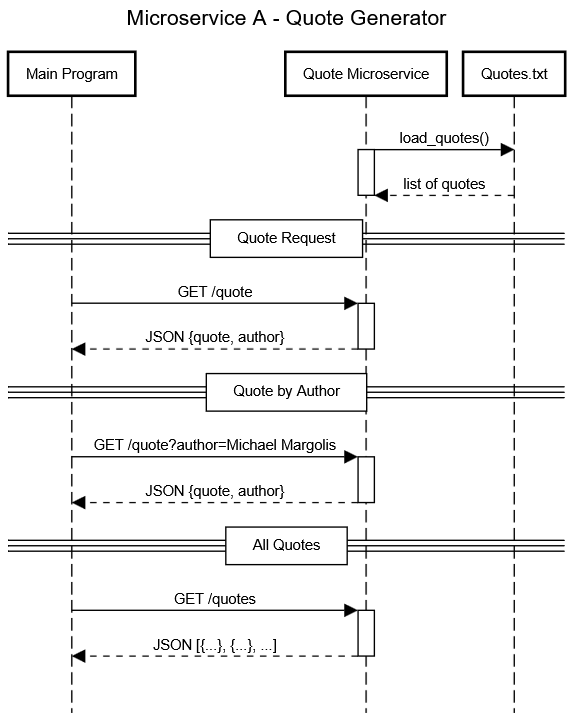 Microservice A - Quote Generator
Main Program
Quote Microservice
Quotes.txt
load_quotes()
list of quotes
Quote Request
GET /quote
JSON {quote, author}
Quote by Author
GET /quote?author=Michael Margolis
JSON {quote, author}
All Quotes
GET /quotes
JSON [{...}, {...}, ...]